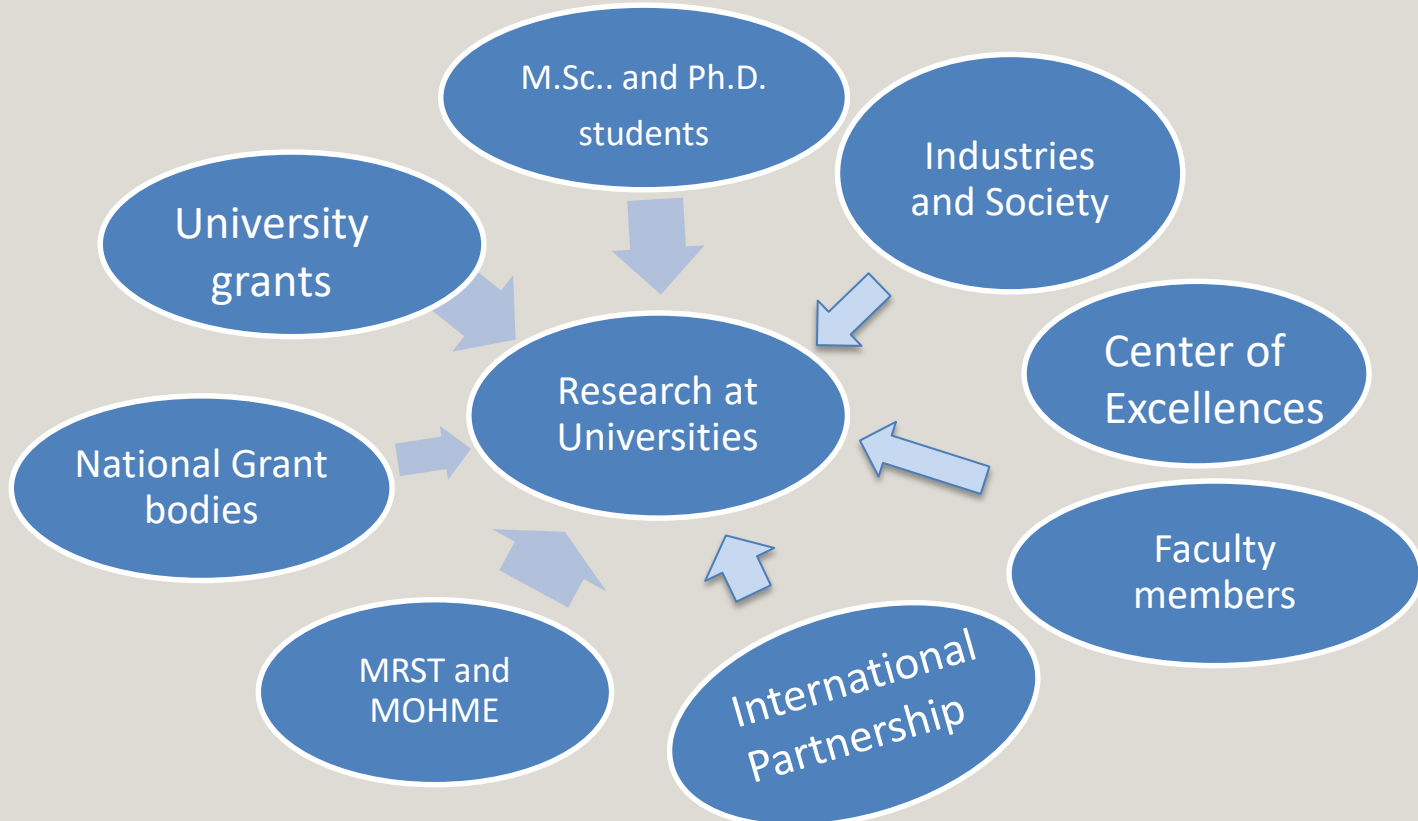 M.Sc.. and Ph.D.
students
Industries
and Society
University
grants
Center of
Excellences
Research at
Universities
National Grant
bodies
Faculty
members
MRST and
MOHME
International
Partnership